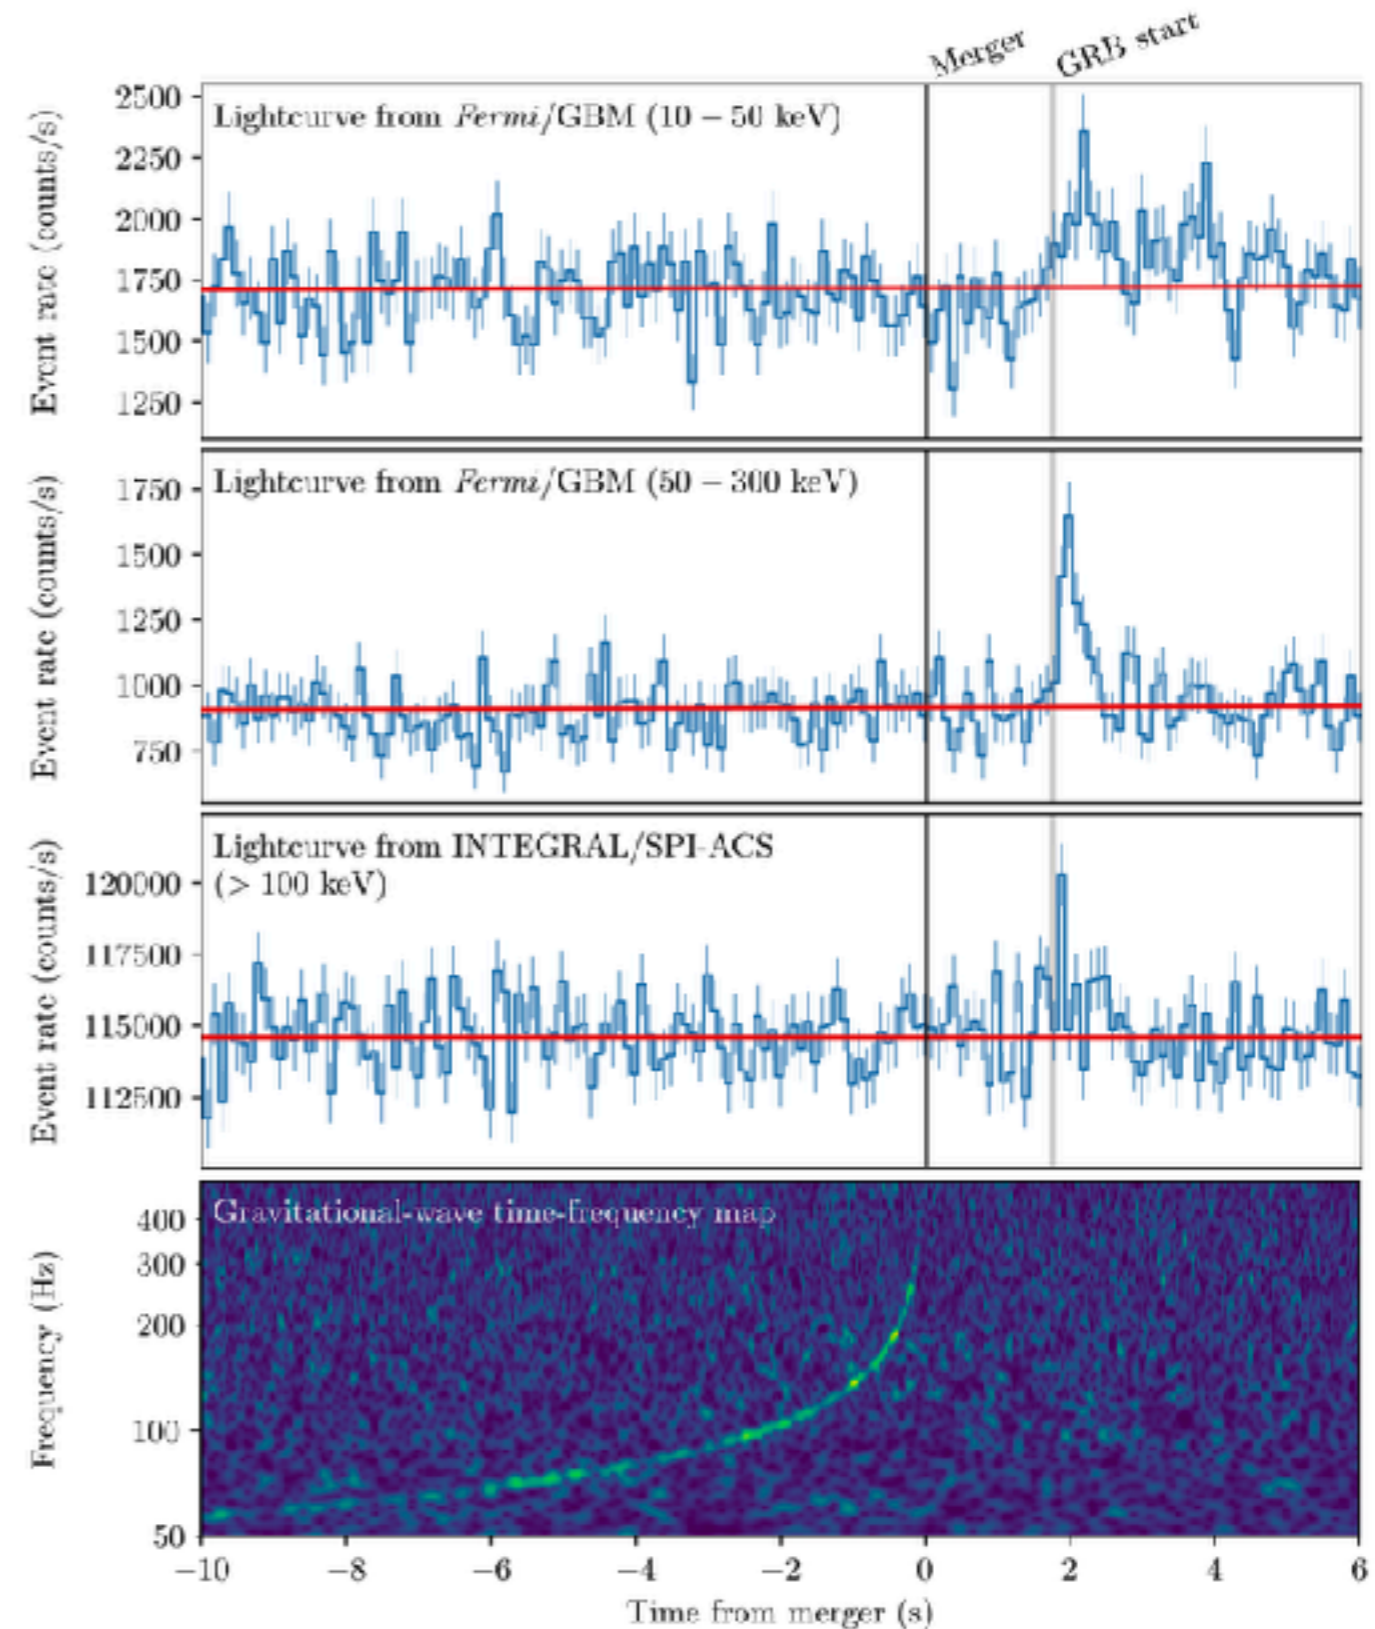 Merger GRB start
Lightcurve from Fermi/GBM (10 – 50 keV)
Event rate (counts/s)
2500
2250
2000
1750
1500
1250
Lightcurve from Fermi/GBM (50 – 300 keV)
Event rate (counts/s)
1750
1500
1250
1000
750
Lightcurve from INTEGRAL/SPI-ACS
(> 100 keV)
Event rate (counts/s)
120000
117500
115000
112500
Gravitational-wave time-frequency map
Frequency (Hz)
400
300
200
100
50
−10 −8 −6 −4 −2 0 2 4 6
Time from merger (s)